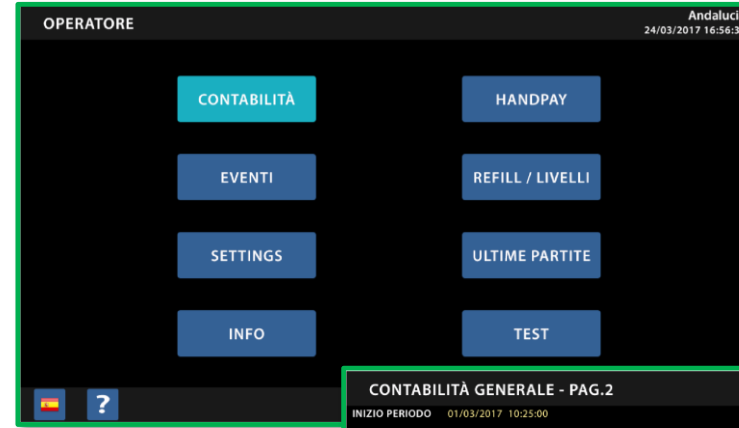 OPERATORE
Andaluci
24/03/2017 16:56:3
CONTABILITÀ
HANDPAY
EVENTI
REFILL / LIVELLI
SETTINGS
ULTIME PARTITE
INFO
TEST
?
CONTABILITÀ GENERALE - PAG.2
INIZIO PERIODO 01/03/2017 10:25:00